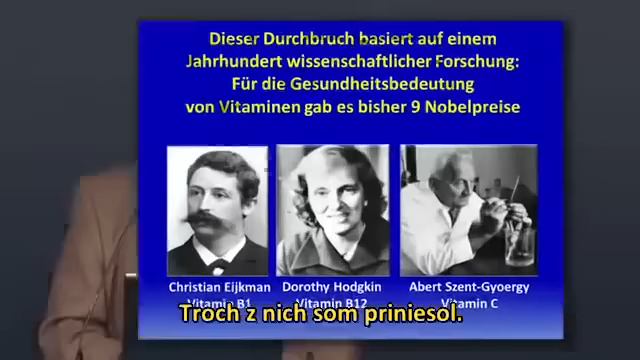 Dieser Durchbruch basiert auf einem
Jahrhundert wissenschaftlicher Forschung:
Für die Gesundheitsbedeutung
von Vitaminen gab es bisher 9 Nobelpreise
Christian Eijkman
Vitamin B1
Dorothy Hodgkin
Vitamin B12
Abert Szent-Gyoergy
Vitamin C
Troch z nich som priniesol.